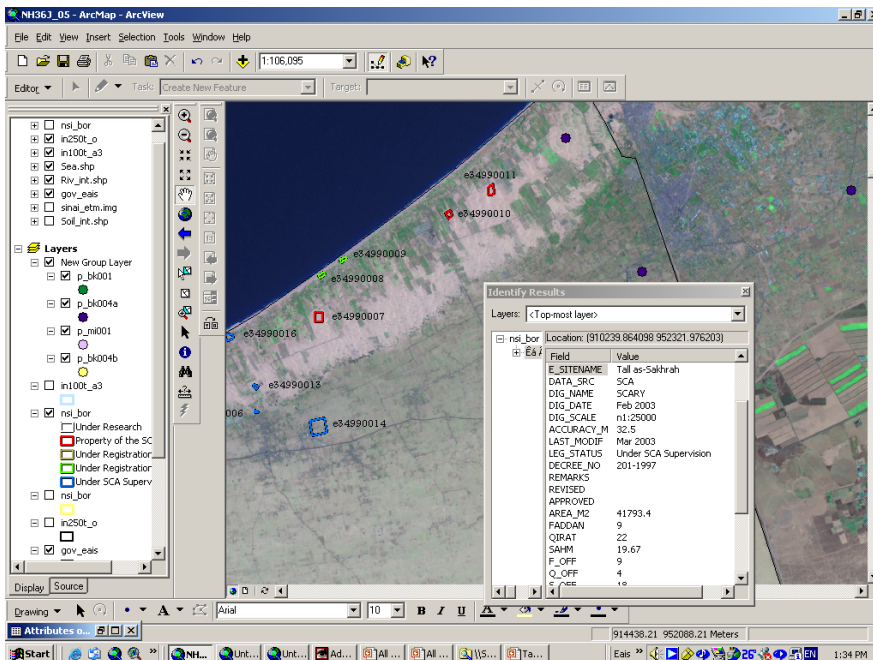 NH36J_05 - ArcMap - ArcView
File Edit View Insert Selection Tools Window Help
1:106,095
Editor Task: Create New Feature Target:
nsi_bor
in250t_o
in100t_a3
Sea.shp
Riv_int.shp
gov_eais
sinai_etm.img
Soil_int.shp
Layers
New Group Layer
p_bk001
p_bk004a
p_mi001
p_bk004b
in100t_a3
nsi_bor
Under Research
Property of the SC
Under Registration
Under Registration
Under SCA Superv
nsi_bor
in250t_o
gov_eais
Display Source
e34990011
e34990010
e34990009
e34990008
e34990007
e34990016
e34990013
006
e34990014
Identify Results
Layers: <Top-most layer>
nsi_bor
Location: (910239.864098 952321.976203)
Field Value
E_SITENAME Tall as-Sakhrah
DATA_SRC SCA
DIG_NAME SCARY
DIG_DATE Feb 2003
DIG_SCALE n1:25000
ACCURACY_M 32.5
LAST_MODIF Mar 2003
LEG_STATUS Under SCA Supervision
DECREE_NO 201-1997
REMARKS
REVISED
APPROVED
AREA_M2 41793.4
FADDAN 9
QIRAT 22
SAHM 19.67
F_OFF 9
Q_OFF 4
S_OFF 18
Drawing A Arial 10 B I U A
Attributes o...
914438.21 952088.21 Meters
Start » NH... Unt... Unt... Ad... All ... All ... \\S... Ta... Eais » 26° EN 1:34 PM